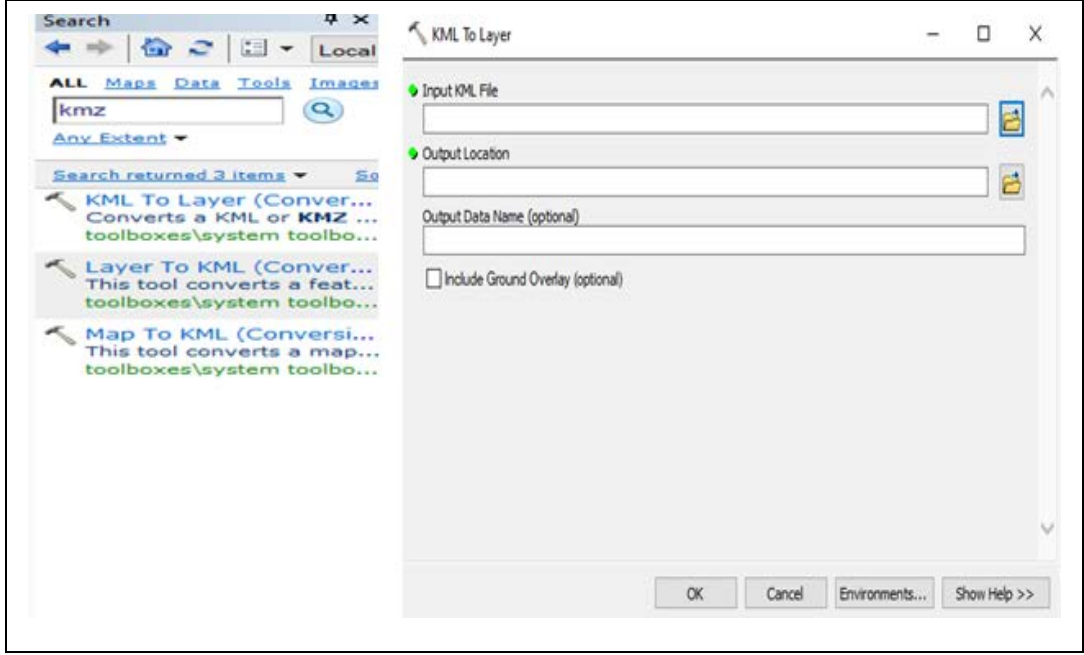 Search
Local
ALL Maps Data Tools Images
kmz
Any Extent
Search returned 3 items So
KML To Layer (Conver...
Converts a KML or KMZ ...
toolboxes\system toolbo...
Layer To KML (Conver...
This tool converts a feat...
toolboxes\system toolbo...
Map To KML (Conversi...
This tool converts a map...
toolboxes\system toolbo...
KML To Layer
Input KML File
Output Location
Output Data Name (optional)
Include Ground Overlay (optional)
OK Cancel Environments... Show Help >>